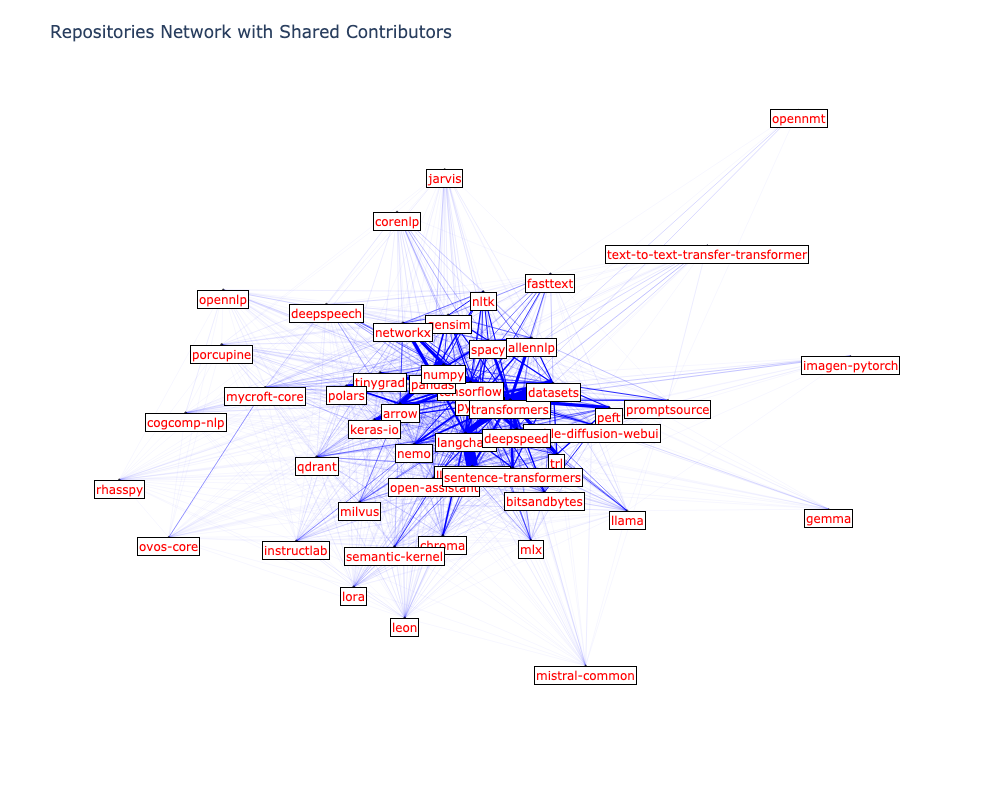 Repositories Network with Shared Contributors
opennmt
jarvis
corenlp
text-to-text-transfer-transformer
fasttext
opennlp
nltk
deepspeech
gensim
networkx
spacy
allennlp
porcupine
imagen-pytorch
numpy
tinygrad
pandas
tensorflow
datasets
polars
mycroft-core
transformers
promptsource
arrow
peft
cogcomp-nlp
keras-io
le-diffusion-webui
deepspeed
langcha
nemo
qdrant
trl
sentence-transformers
open-assistant
rhasspy
bitsandbytes
milvus
llama
gemma
ovos-core
chroma
mlx
instructlab
semantic-kernel
lora
leon
mistral-common